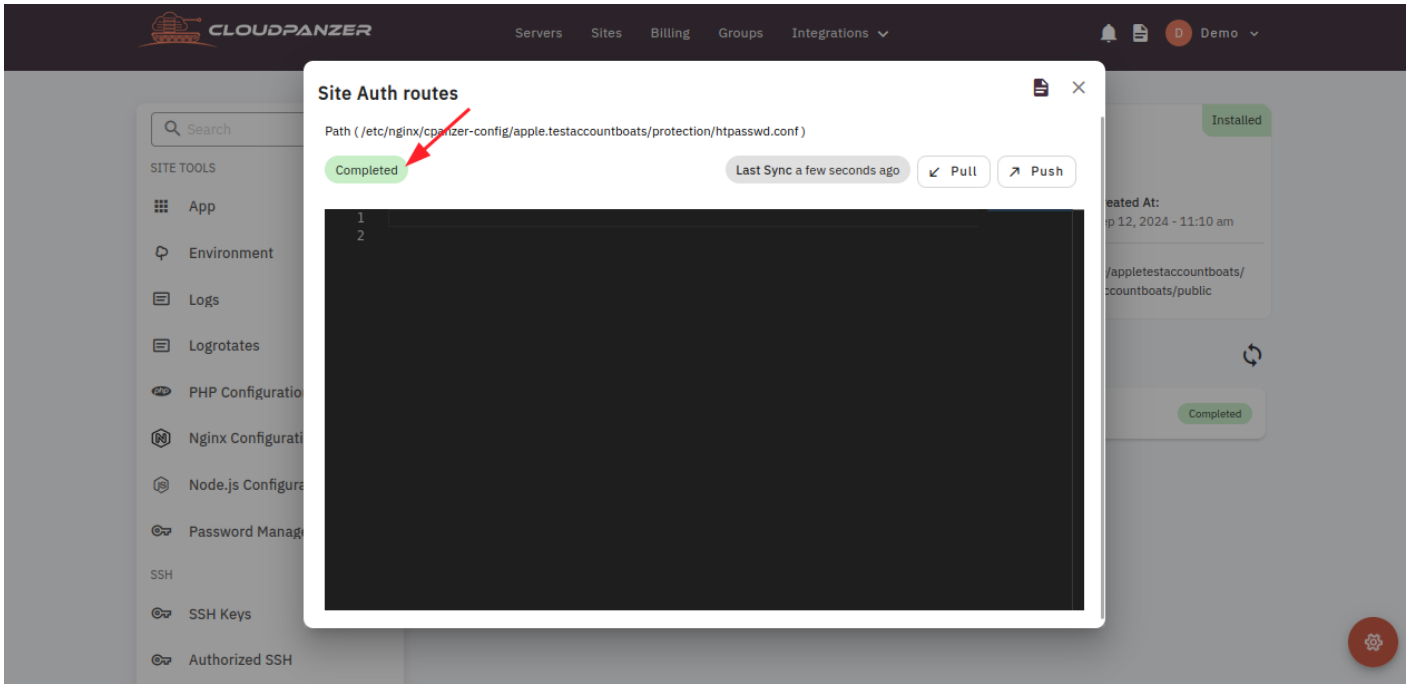 CLOUDPANZER
Servers Sites Billing Groups Integrations
D Demo
Site Auth routes
Path ( /etc/nginx/cpanzer-config/apple.testaccountboats/protection/htpasswd.conf )
Completed
Last Sync a few seconds ago
Pull
Push
1
2
Search
SITE TOOLS
App
Environment
Logs
Logrotates
php PHP Configuratio
Nginx Configurati
Node.js Configura
Password Manage
SSH
SSH Keys
Authorized SSH
Installed
eated At:
p 12, 2024 - 11:10 am
/appletestaccountboats/
ccountboats/public
Completed